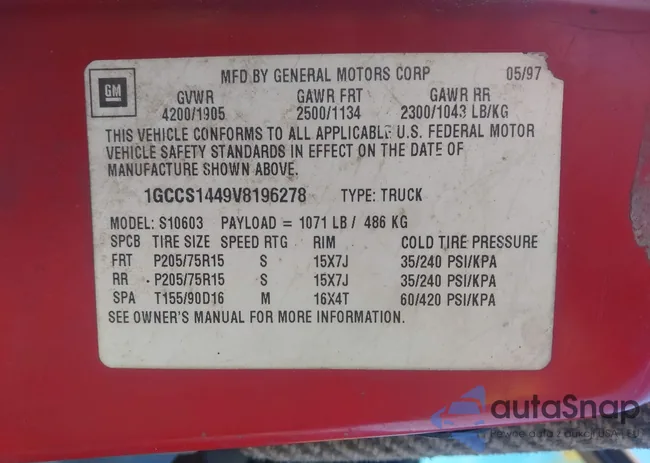 MFD BY GENERAL MOTORS CORP 05/97
GM
GVWR GAWR FRT GAWR RR
4200/1905 2500/1134 2300/1043 LB/KG
THIS VEHICLE CONFORMS TO ALL APPLICABLE U.S. FEDERAL MOTOR
VEHICLE SAFETY STANDARDS IN EFFECT ON THE DATE OF
MANUFACTURE SHOWN ABOVE.
1GCCS1449V8196278 TYPE: TRUCK
MODEL: S10603 PAYLOAD = 1071 LB / 486 KG
SPCB TIRE SIZE SPEED RTG RIM COLD TIRE PRESSURE
FRT P205/75R15 S 15X7J 35/240 PSI/KPA
RR P205/75R15 S 15X7J 35/240 PSI/KPA
SPA T155/90D16 M 16X4T 60/420 PSI/KPA
SEE OWNER'S MANUAL FOR MORE INFORMATION.
autaSnap